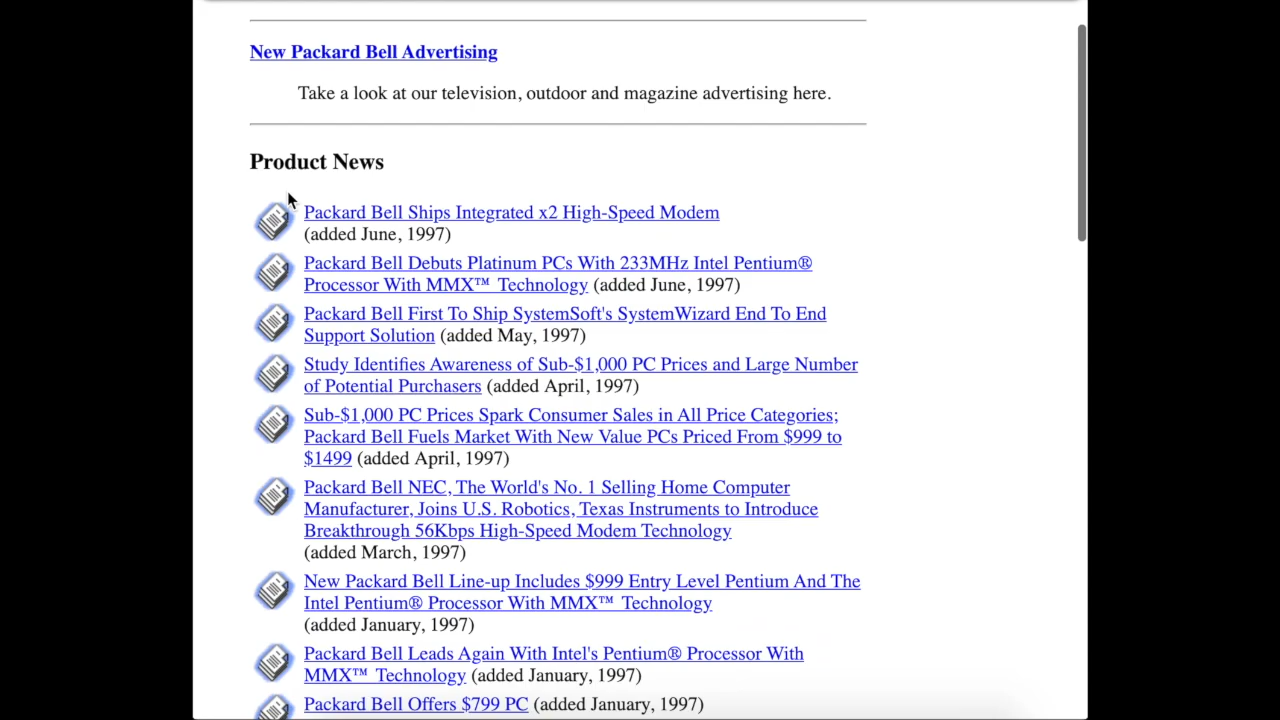 New Packard Bell Advertising
Take a look at our television, outdoor and magazine advertising here.
Product News
Packard Bell Ships Integrated x2 High-Speed Modem
(added June, 1997)
Packard Bell Debuts Platinum PCs With 233MHz Intel Pentium®
Processor With MMX™ Technology (added June, 1997)
Packard Bell First To Ship SystemSoft's SystemWizard End To End
Support Solution (added May, 1997)
Study Identifies Awareness of Sub-$1,000 PC Prices and Large Number
of Potential Purchasers (added April, 1997)
Sub-$1,000 PC Prices Spark Consumer Sales in All Price Categories;
Packard Bell Fuels Market With New Value PCs Priced From $999 to
$1499 (added April, 1997)
Packard Bell NEC, The World's No. 1 Selling Home Computer
Manufacturer, Joins U.S. Robotics, Texas Instruments to Introduce
Breakthrough 56Kbps High-Speed Modem Technology
(added March, 1997)
New Packard Bell Line-up Includes $999 Entry Level Pentium And The
Intel Pentium® Processor With MMX™ Technology
(added January, 1997)
Packard Bell Leads Again With Intel's Pentium® Processor With
MMX™ Technology (added January, 1997)
Packard Bell Offers $799 PC (added January, 1997)